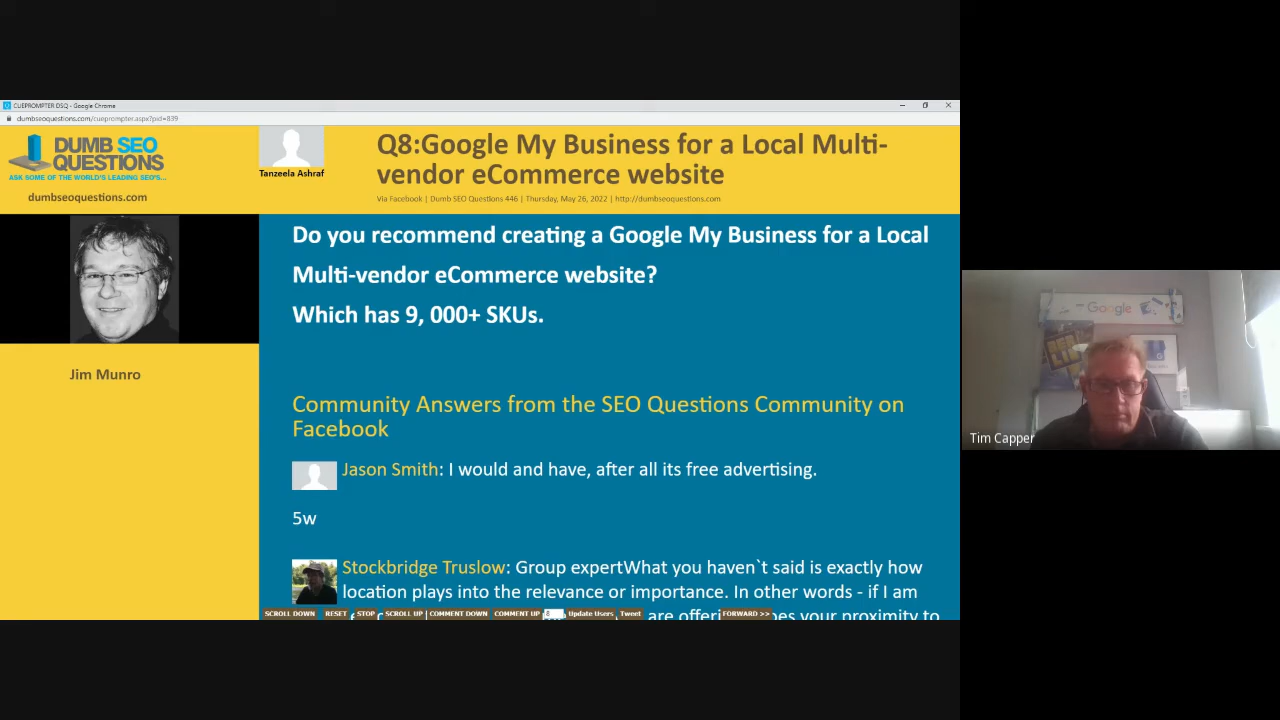 CUEPROMPTER DSQ - Google Chrome
dumbseoquestions.com/cueprompter.aspx?pid=839
DUMB SEO
QUESTIONS
ASK SOME OF THE WORLD'S LEADING SEO'S...
dumbseoquestions.com
Tanzeela Ashraf
Q8:Google My Business for a Local Multi-
vendor eCommerce website
Via Facebook | Dumb SEO Questions 446 | Thursday, May 26, 2022 | http://dumbseoquestions.com
Jim Munro
Do you recommend creating a Google My Business for a Local
Multi-vendor eCommerce website?
Which has 9, 000+ SKUs.
Community Answers from the SEO Questions Community on
Facebook
Jason Smith: I would and have, after all its free advertising.
5w
Stockbridge Truslow: Group expertWhat you haven`t said is exactly how
location plays into the relevance or importance. In other words - if I am
are your proximity to
SCROLL DOWN RESET STOP SCROLL UP | COMMENT DOWN COMMENT UP 8 Update Users Tweet FORWARD >>
Google
Tim Capper